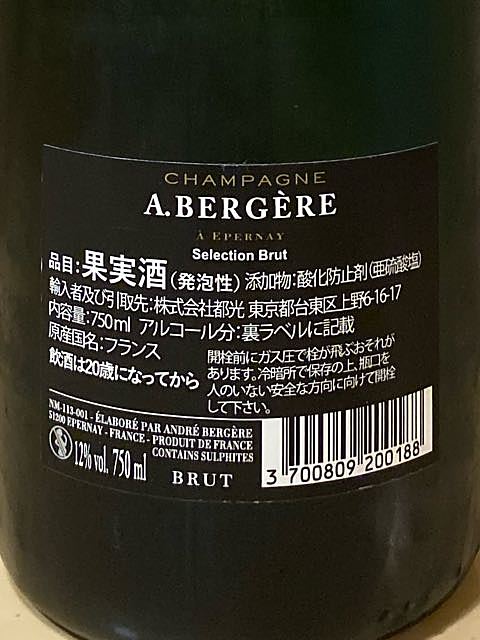 CHAMPAGNE
A.BERGÈRE
À EPERNAY
Selection Brut
品目:果実酒(発泡性) 添加物:酸化防止剤(亜硫酸塩)
輸入者及び引取先:株式会社都光 東京都台東区上野6-16-17
内容量:750ml アルコール分:裏ラベルに記載
原産国名:フランス
飲酒は20歳になってから
開栓前にガス圧で栓が飛ぶおそれが
あります。冷暗所で保存の上、瓶口を
人のいない安全な方向に向けて開栓
して下さい。
NM-113-001 - ÉLABORÉ PAR ANDRÉ BERGÈRE
51200 EPERNAY - FRANCE - PRODUIT DE FRANCE
CONTAINS SULPHITES
12% vol. 750 ml
BRUT
3 700809 200188